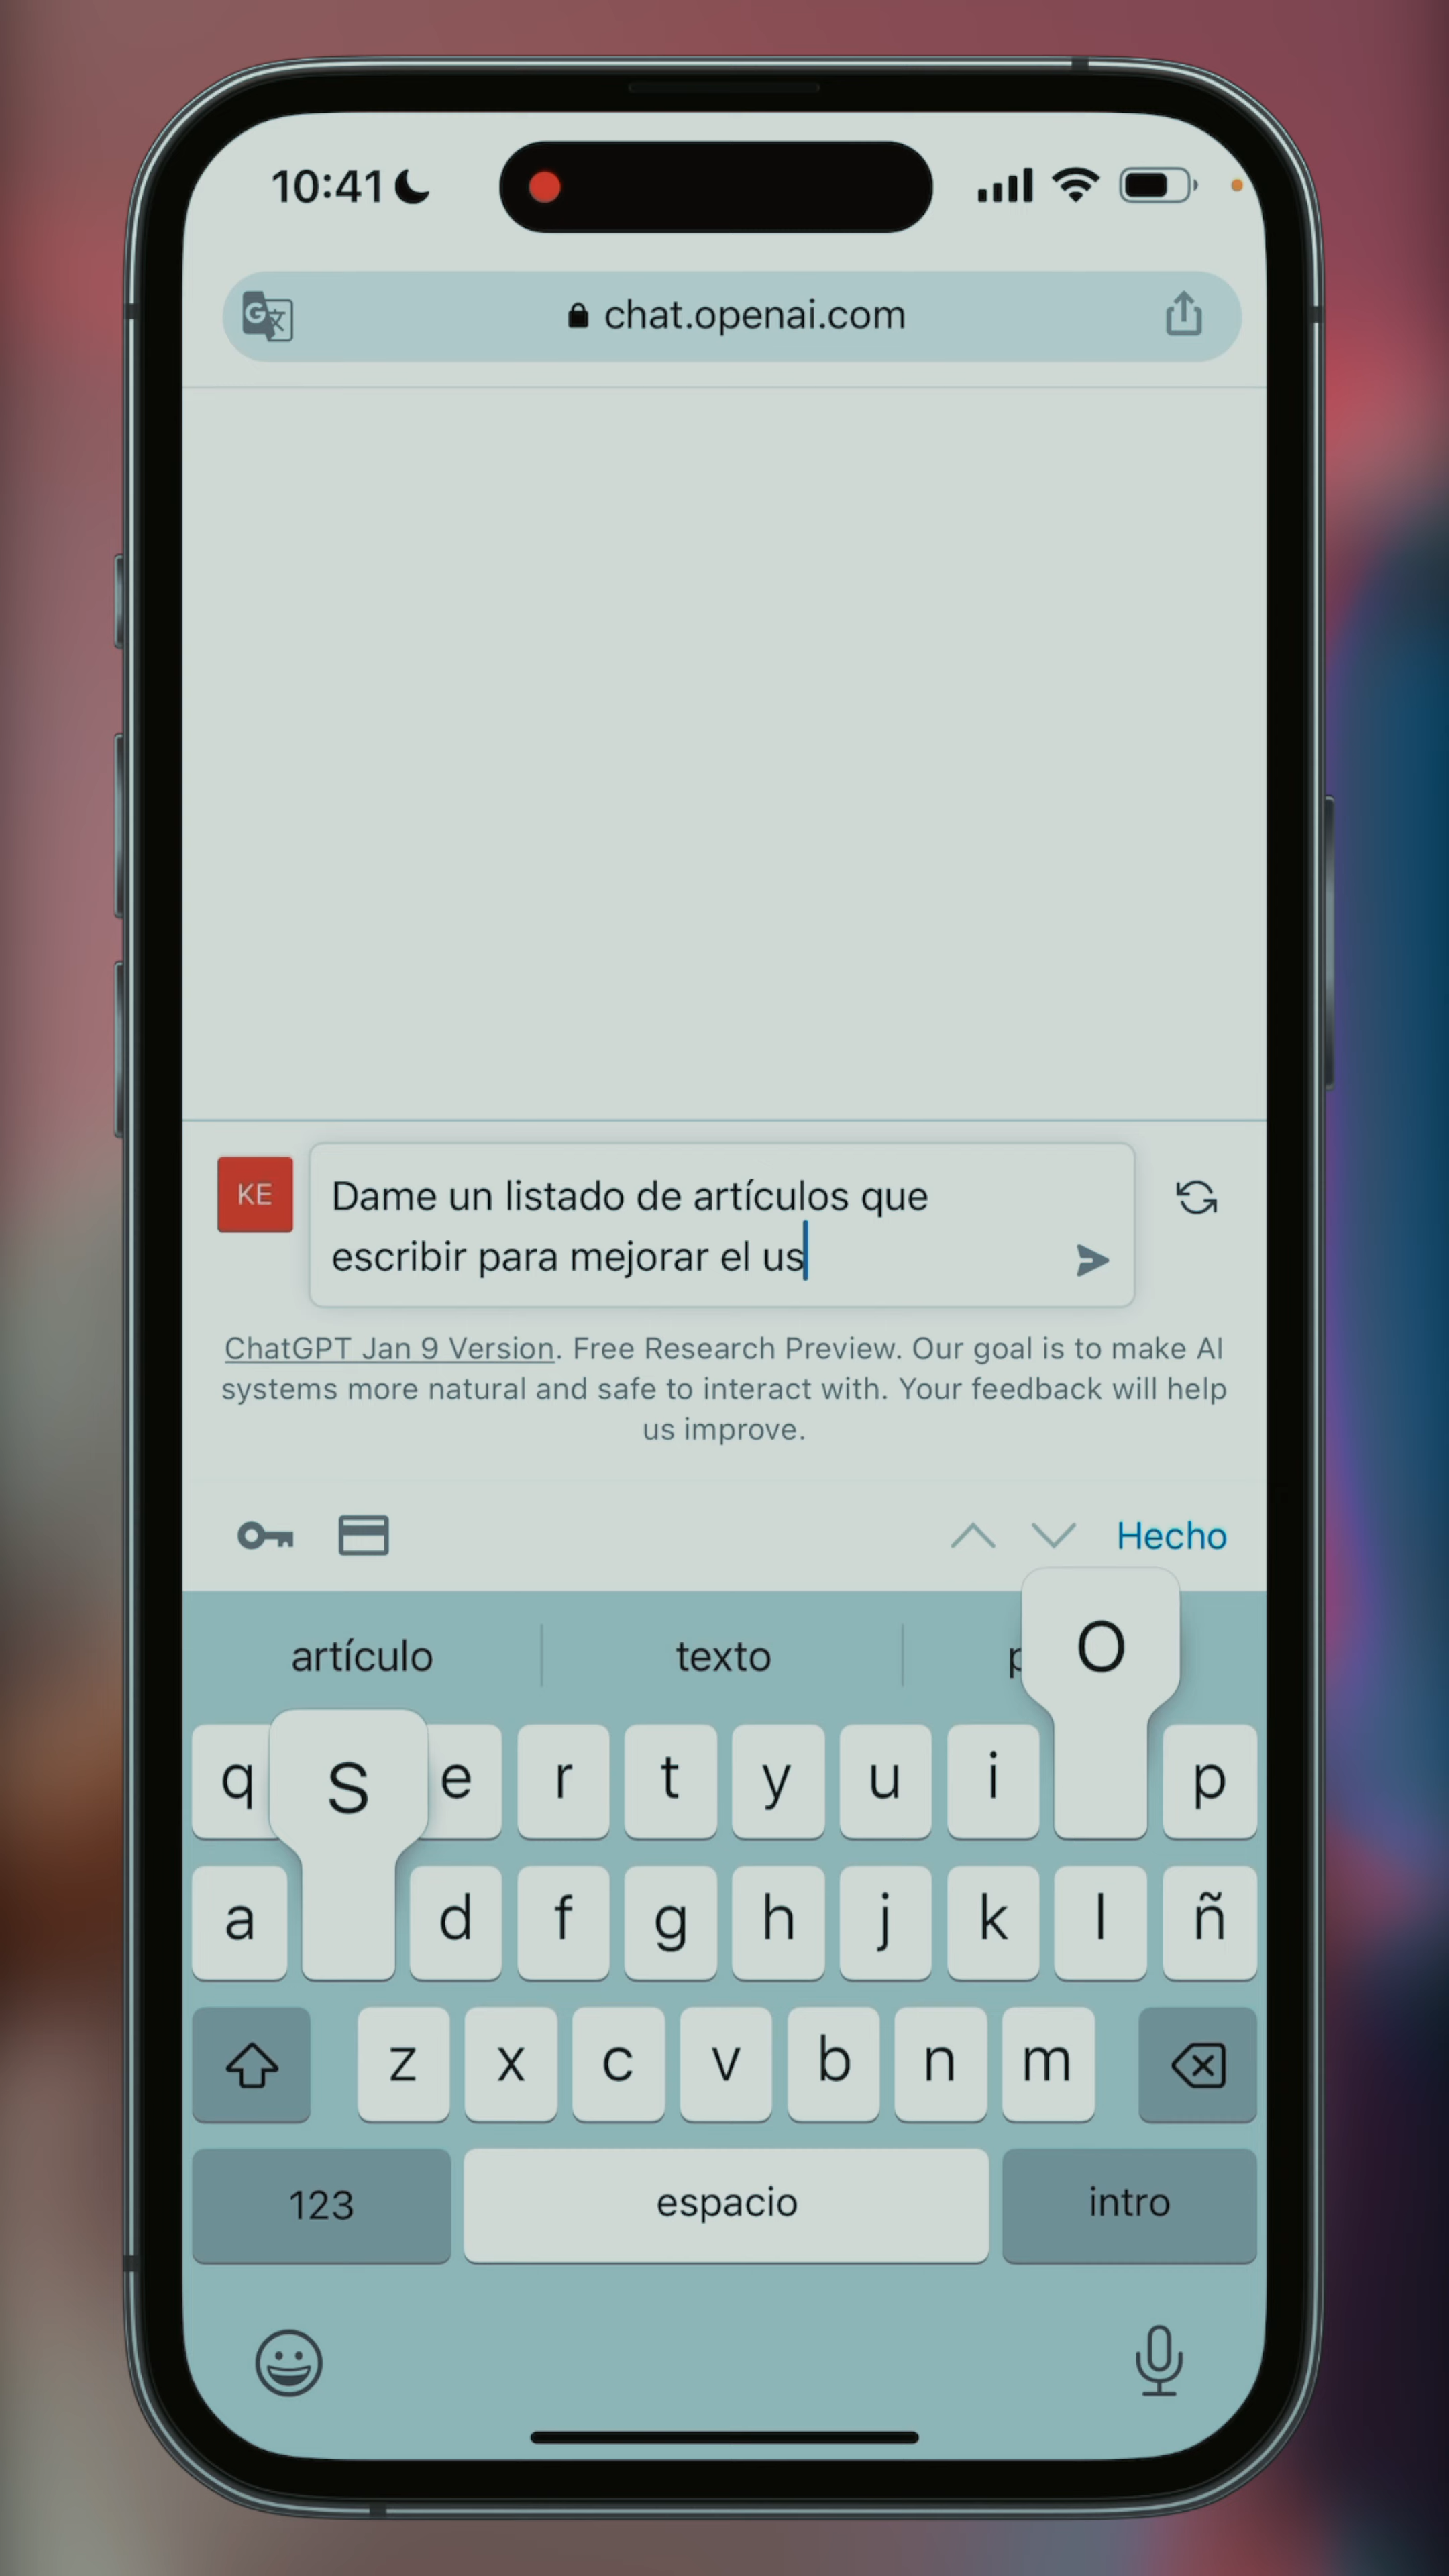 10:41
chat.openai.com
KE
Dame un listado de artículos que
escribir para mejorar el us
ChatGPT Jan 9 Version. Free Research Preview. Our goal is to make AI
systems more natural and safe to interact with. Your feedback will help
us improve.
Hecho
artículo texto
O
q S e r t y u i p
a d f g h j k l ñ
z x c v b n m
123 espacio intro